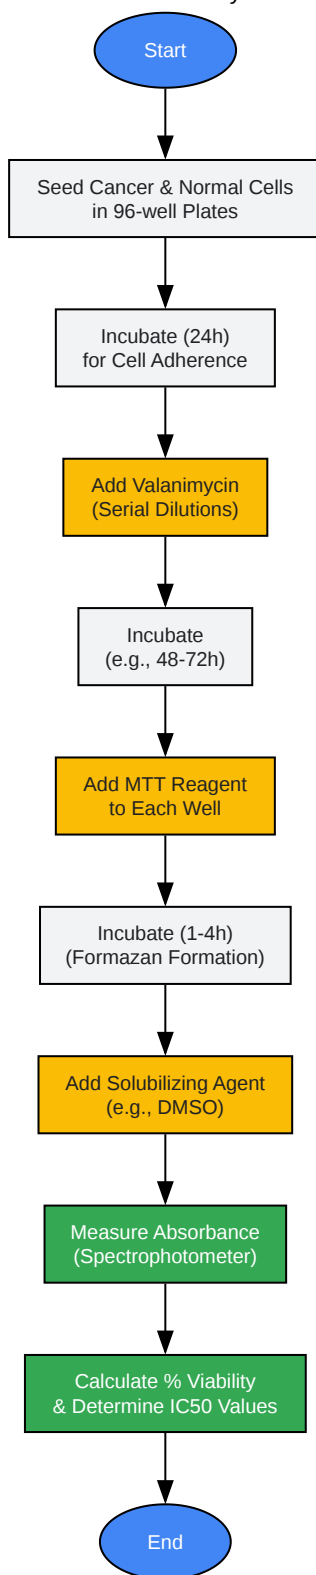 Start
Seed Cancer & Normal Cells
in 96-well Plates
Incubate (24h)
for Cell Adherence
Add Valanimycin
(Serial Dilutions)
Incubate
(e.g., 48-72h)
Add MTT Reagent
to Each Well
Incubate (1-4h)
(Formazan Formation)
Add Solubilizing Agent
(e.g., DMSO)
Measure Absorbance
(Spectrophotometer)
Calculate % Viability
& Determine IC50 Values
End